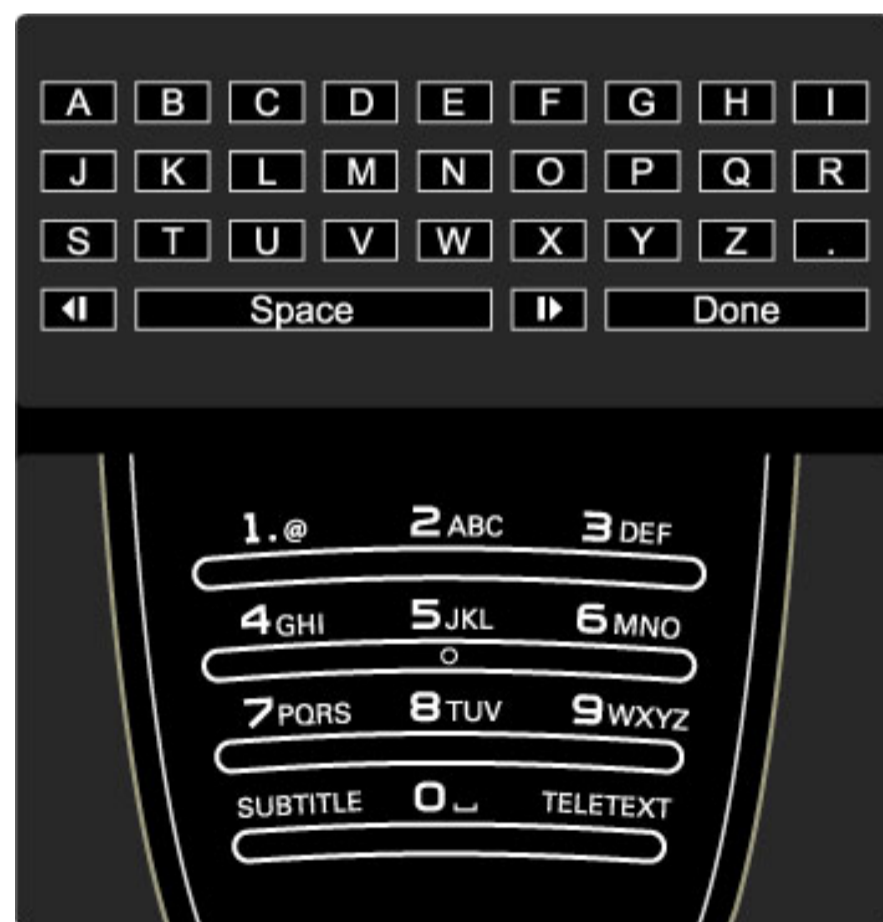 A B C D E F G H I
J K L M N O P Q R
S T U V W X Y Z .
Space Done
1.@ 2ABC 3DEF
4GHI 5JKL 6MNO
7PQRS 8TUV 9WXYZ
SUBTITLE 0⎵ TELETEXT